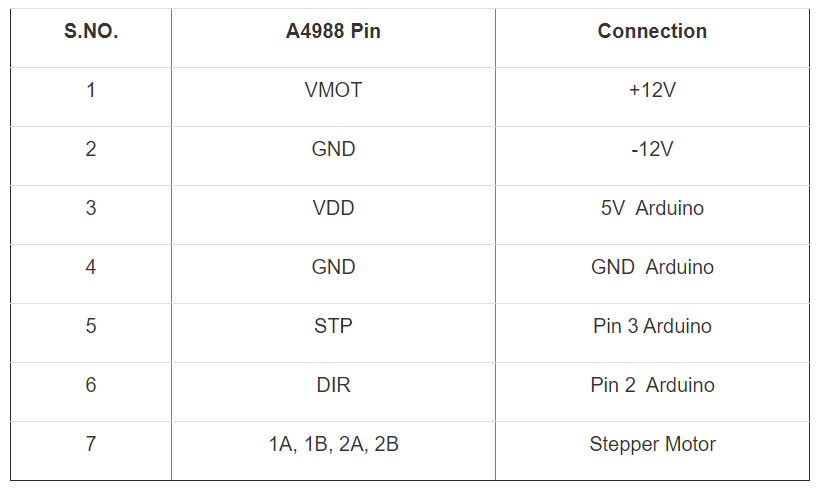 S.NO. A4988 Pin Connection
1 VMOT +12V
2 GND -12V
3 VDD 5V Arduino
4 GND GND Arduino
5 STP Pin 3 Arduino
6 DIR Pin 2 Arduino
7 1A, 1B, 2A, 2B Stepper Motor